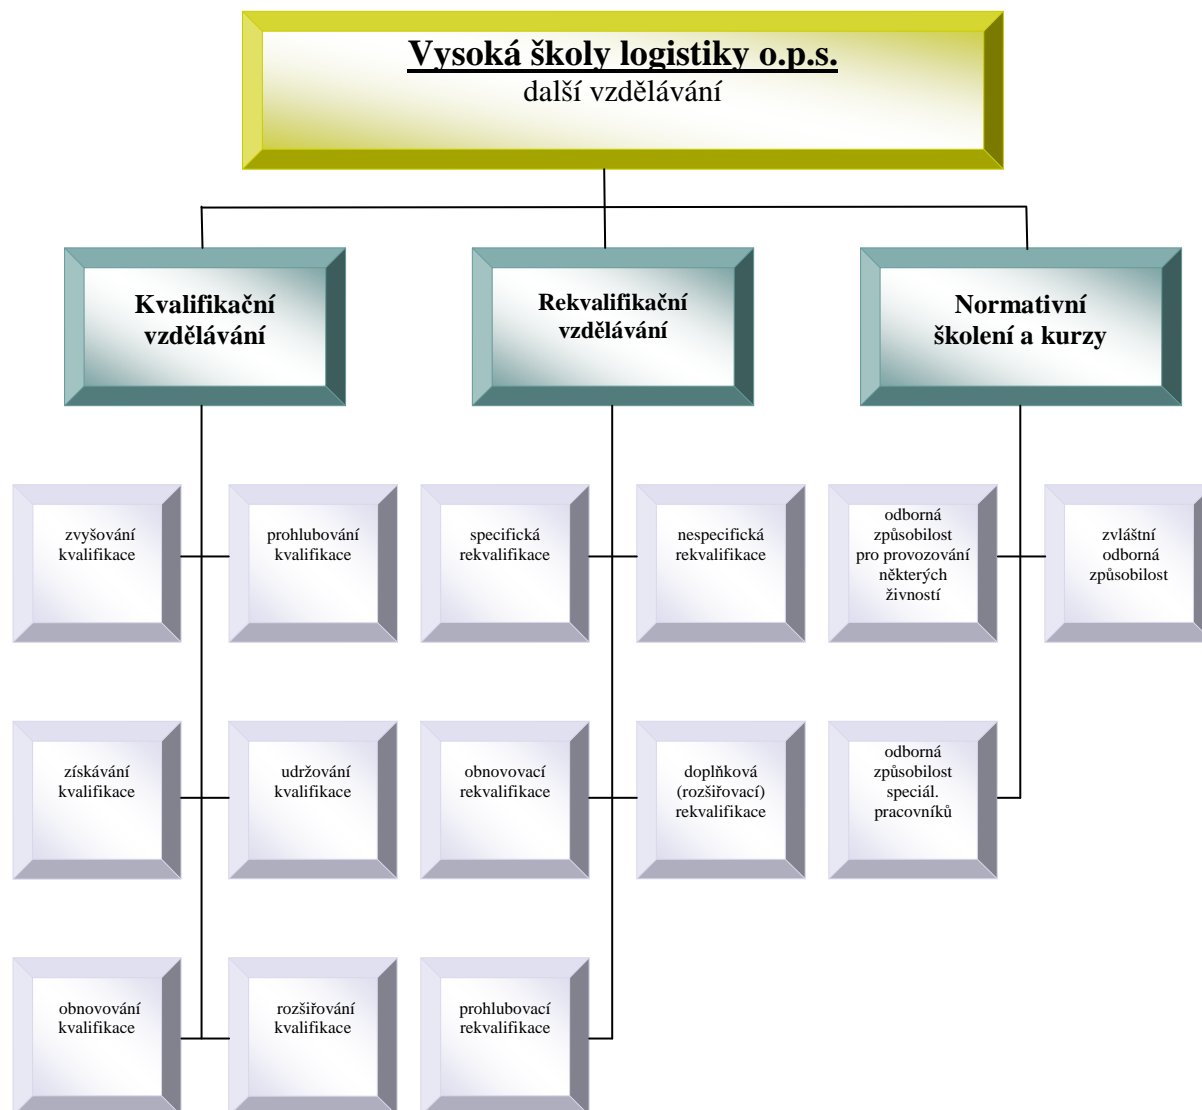 Vysoká školy logistiky o.p.s.
další vzdělávání
Kvalifikační
vzdělávání
Rekvalifikační
vzdělávání
Normativní
školení a kurzy
zvyšování
kvalifikace
prohlubování
kvalifikace
specifická
rekvalifikace
nespecifická
rekvalifikace
odborná
způsobilost
pro provozování
některých
živností
zvláštní
odborná
způsobilost
získávání
kvalifikace
udržování
kvalifikace
obnovovací
rekvalifikace
doplňková
(rozšiřovací)
rekvalifikace
odborná
způsobilost
speciál.
pracovníků
obnovování
kvalifikace
rozšiřování
kvalifikace
prohlubovací
rekvalifikace